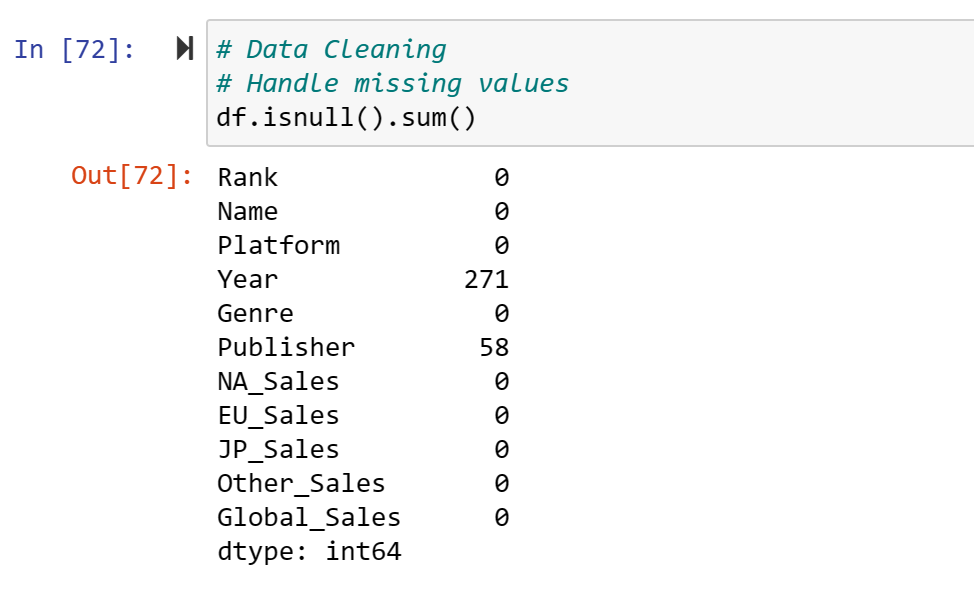 In [72]:
# Data Cleaning
# Handle missing values
df.isnull().sum()
Out[72]:
Rank 0
Name 0
Platform 0
Year 271
Genre 0
Publisher 58
NA_Sales 0
EU_Sales 0
JP_Sales 0
Other_Sales 0
Global_Sales 0
dtype: int64